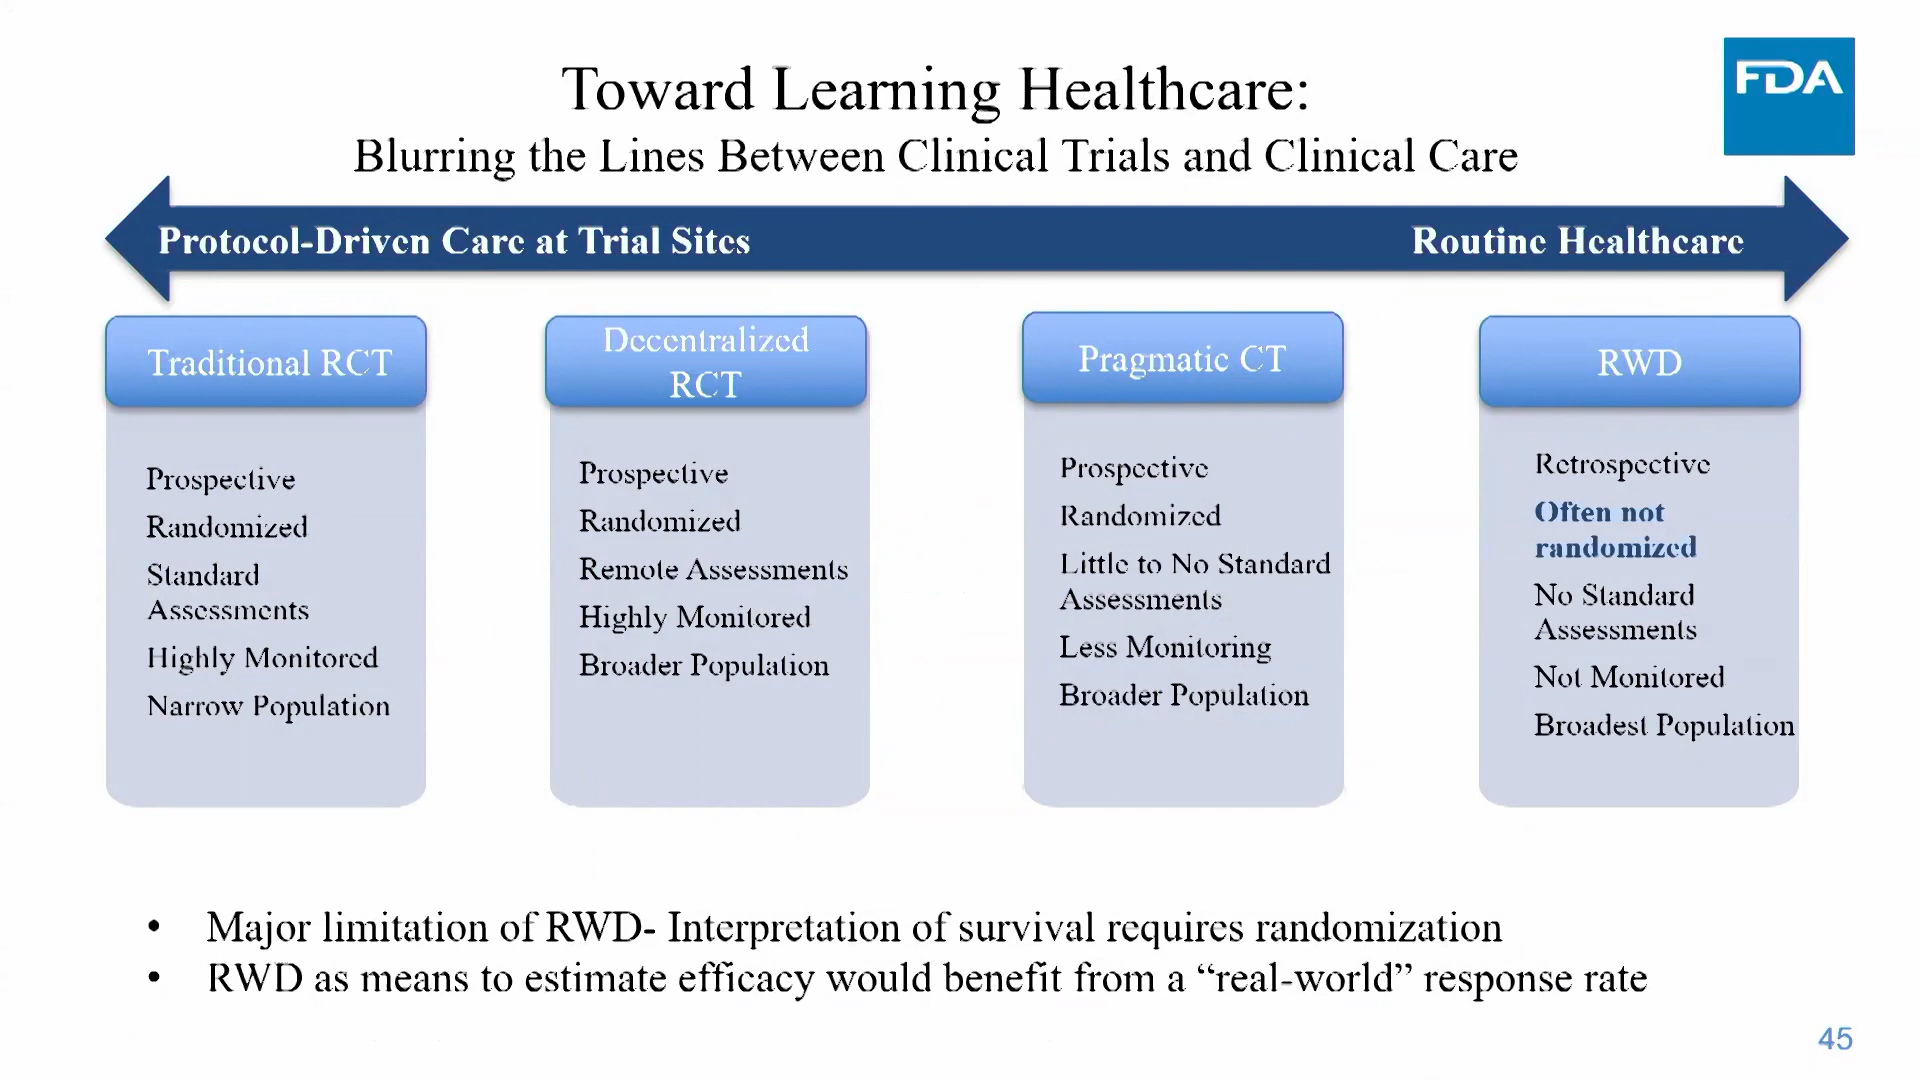 Toward Learning Healthcare:
FDA
Blurring the Lines Between Clinical Trials and Clinical Care
Protocol-Driven Care at Trial Sites
Routine Healthcare
Traditional RCT
Prospective
Randomized
Standard
Assessments
Highly Monitored
Narrow Population
Decentralized
RCT
Prospective
Randomized
Remote Assessments
Highly Monitored
Broader Population
Pragmatic CT
Prospective
Randomized
Little to No Standard
Assessments
Less Monitoring
Broader Population
RWD
Retrospective
Often not
randomized
No Standard
Assessments
Not Monitored
Broadest Population
• Major limitation of RWD- Interpretation of survival requires randomization
• RWD as means to estimate efficacy would benefit from a “real-world” response rate
45